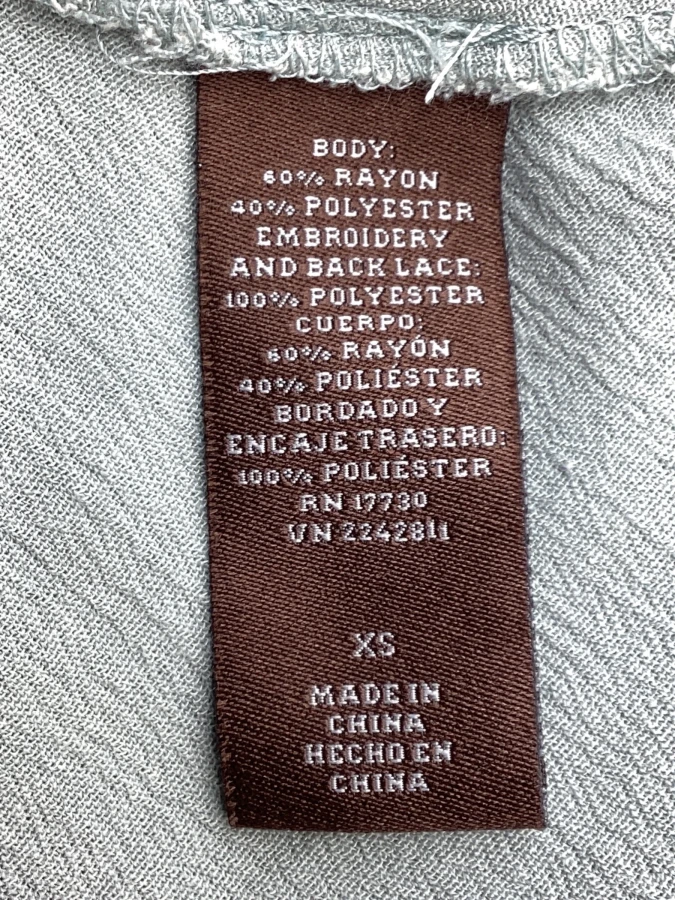 BODY:
60% RAYON
40% POLYESTER
EMBROIDERY
AND BACK LACE:
100% POLYESTER
CUERPO:
60% RAYÓN
40% POLIÉSTER
BORDADO Y
ENCAJE TRASERO:
100% POLIÉSTER
RN 17730
VN 2242811
XS
MADE IN
CHINA
HECHO EN
CHINA